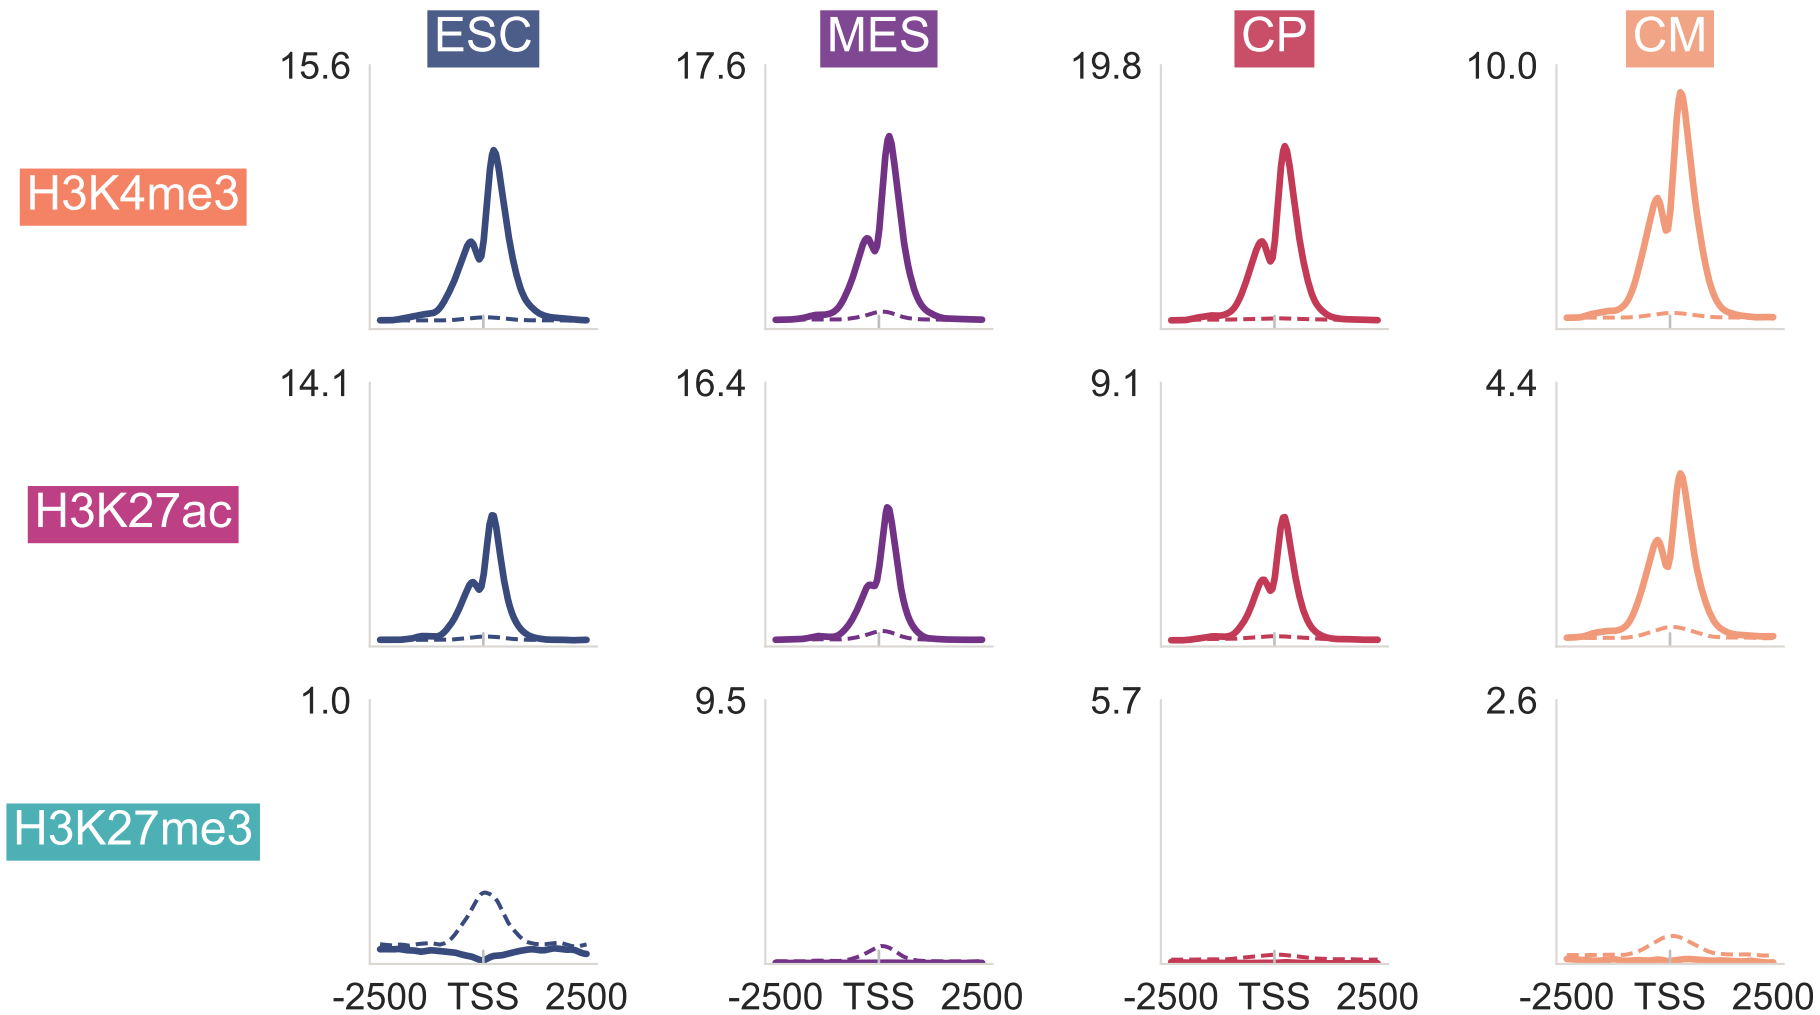 ESC MES CP CM
15.6 17.6 19.8 10.0
H3K4me3
14.1 16.4 9.1 4.4
H3K27ac
1.0 9.5 5.7 2.6
H3K27me3
-2500 TSS 2500 -2500 TSS 2500 -2500 TSS 2500 -2500 TSS 2500